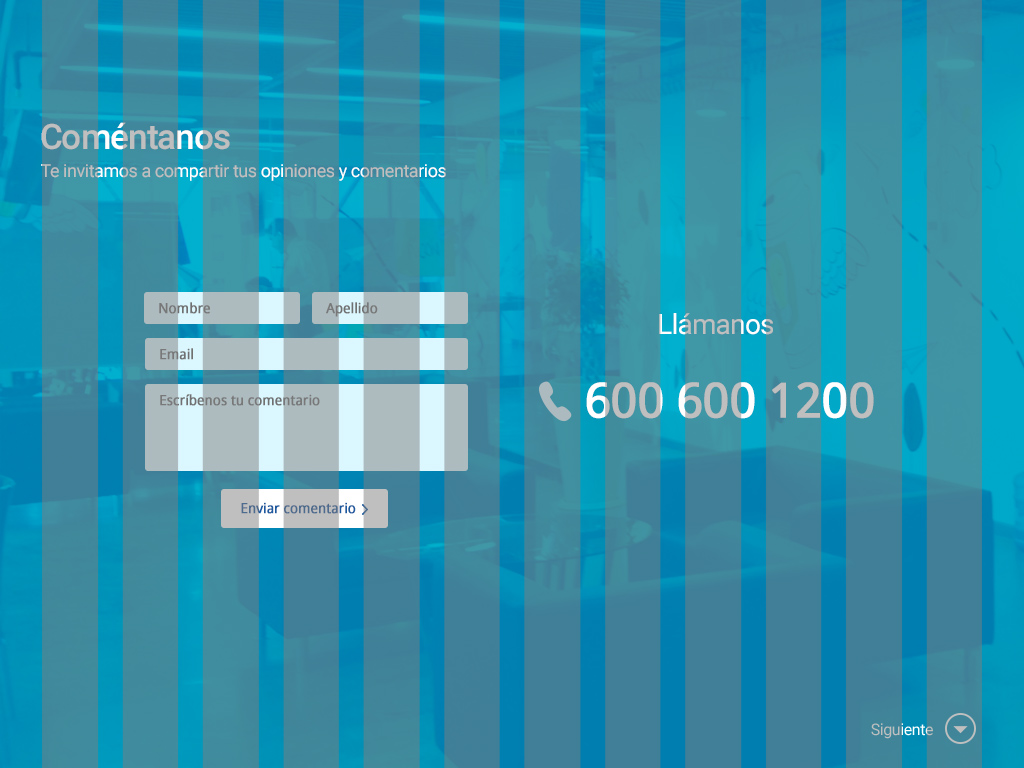 Coméntanos
Te invitamos a compartir tus opiniones y comentarios
Nombre
Apellido
Email
Escríbenos tu comentario
Enviar comentario
Llámanos
600 600 1200
Siguiente